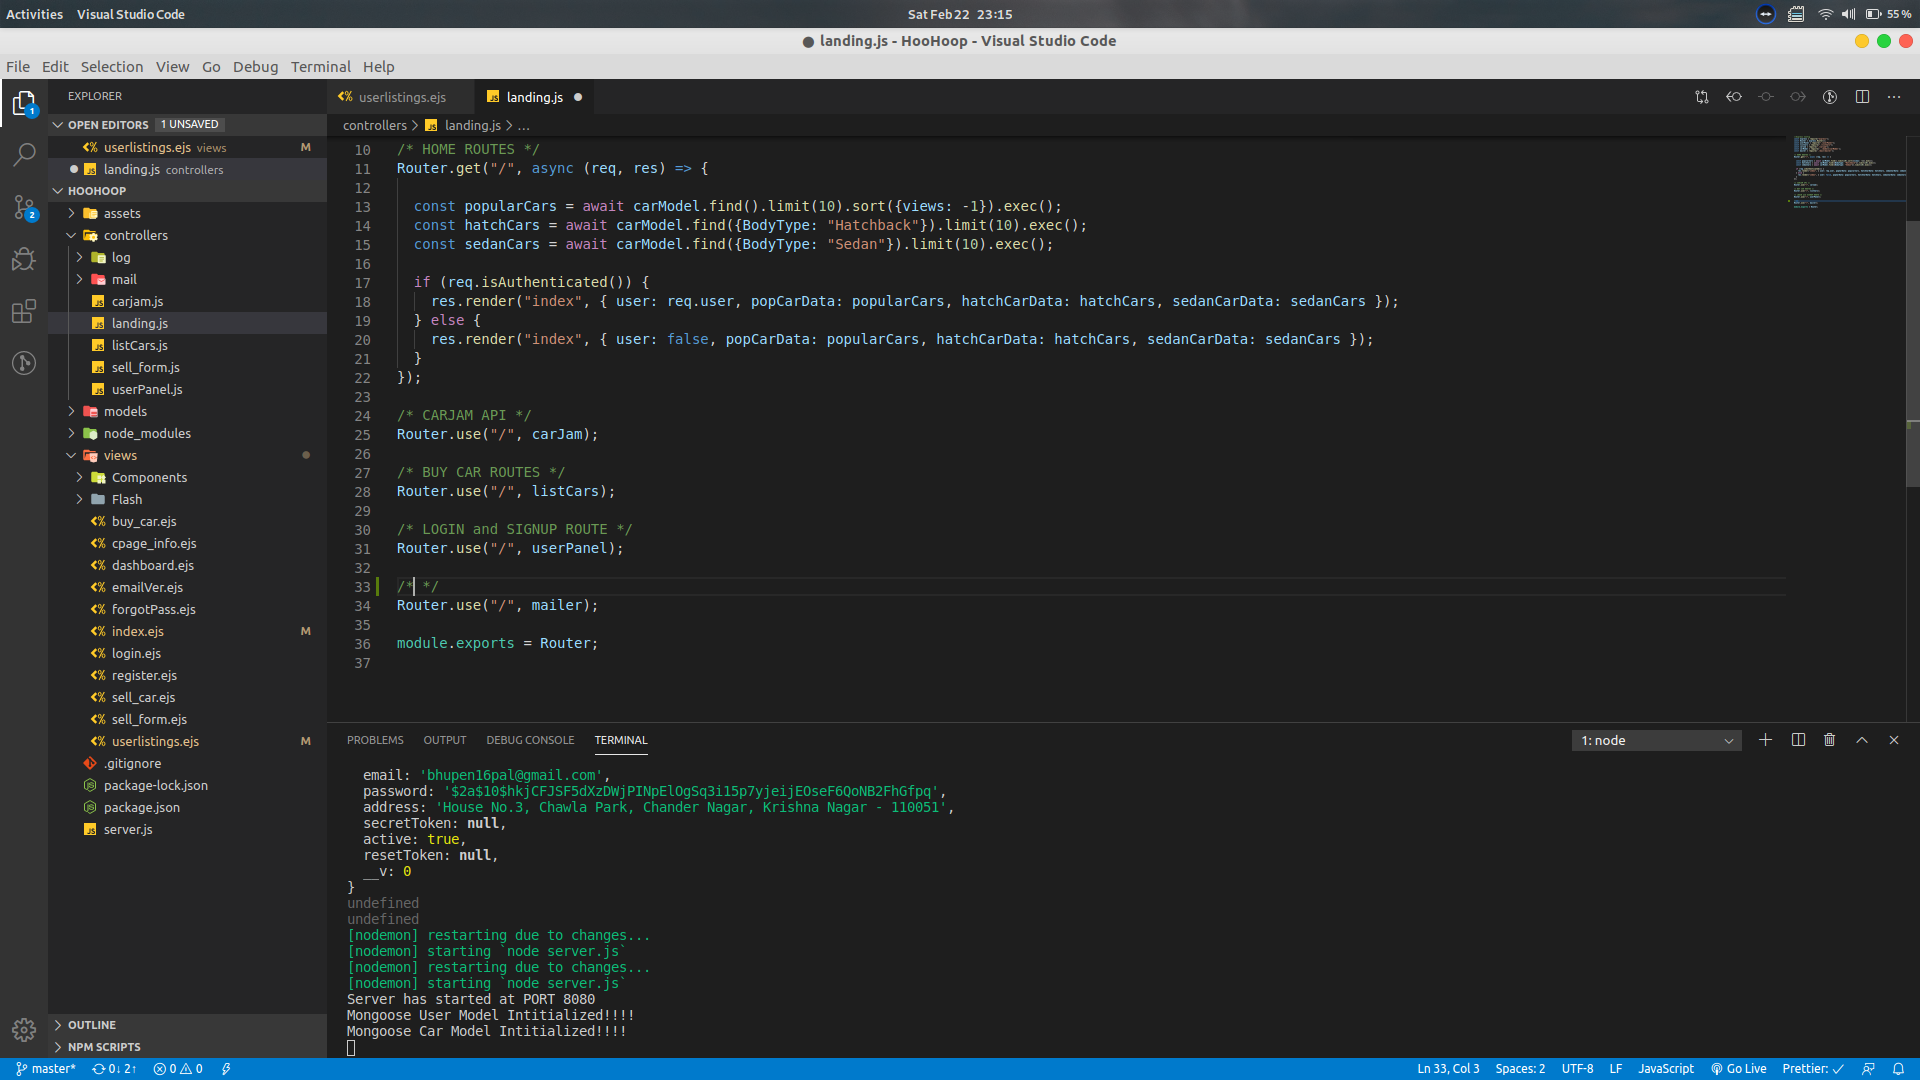 Activities Visual Studio Code Sat Feb 22 23:15 55 %
landing.js - HooHoop - Visual Studio Code
File Edit Selection View Go Debug Terminal Help
EXPLORER
1
OPEN EDITORS 1 UNSAVED
userlistings.ejs views M
landing.js controllers
HOOHOOP
assets
2
controllers
log
mail
carjam.js
landing.js
listCars.js
sell_form.js
userPanel.js
models
node_modules
views
Components
Flash
buy_car.ejs
cpage_info.ejs
dashboard.ejs
emailVer.ejs
forgotPass.ejs
index.ejs M
login.ejs
register.ejs
sell_car.ejs
sell_form.ejs
userlistings.ejs M
.gitignore
package-lock.json
package.json
server.js
OUTLINE
NPM SCRIPTS
userlistings.ejs landing.js
controllers > landing.js > ...
10 /* HOME ROUTES */
11 Router.get("/", async (req, res) => {
12
13 const popularCars = await carModel.find().limit(10).sort({views: -1}).exec();
14 const hatchCars = await carModel.find({BodyType: "Hatchback"}).limit(10).exec();
15 const sedanCars = await carModel.find({BodyType: "Sedan"}).limit(10).exec();
16
17 if (req.isAuthenticated()) {
18 res.render("index", { user: req.user, popCarData: popularCars, hatchCarData: hatchCars, sedanCarData: sedanCars });
19 } else {
20 res.render("index", { user: false, popCarData: popularCars, hatchCarData: hatchCars, sedanCarData: sedanCars });
21 }
22 });
23
24 /* CARJAM API */
25 Router.use("/", carJam);
26
27 /* BUY CAR ROUTES */
28 Router.use("/", listCars);
29
30 /* LOGIN and SIGNUP ROUTE */
31 Router.use("/", userPanel);
32
33 /* */
34 Router.use("/", mailer);
35
36 module.exports = Router;
37
PROBLEMS OUTPUT DEBUG CONSOLE TERMINAL 1: node
email: 'bhupen16pal@gmail.com',
password: '$2a$10$hkjCFJSF5dXzDWjPINpElOgSq3i15p7yjeijEOseF6QoNB2FhGfpq',
address: 'House No.3, Chawla Park, Chander Nagar, Krishna Nagar - 110051',
secretToken: null,
active: true,
resetToken: null,
__v: 0
}
undefined
undefined
[nodemon] restarting due to changes...
[nodemon] starting `node server.js`
[nodemon] restarting due to changes...
[nodemon] starting `node server.js`
Server has started at PORT 8080
Mongoose User Model Intitialized!!!!
Mongoose Car Model Intitialized!!!!
master* 0↓ 2↑ 0 0 Ln 33, Col 3 Spaces: 2 UTF-8 LF JavaScript Go Live Prettier: ✓